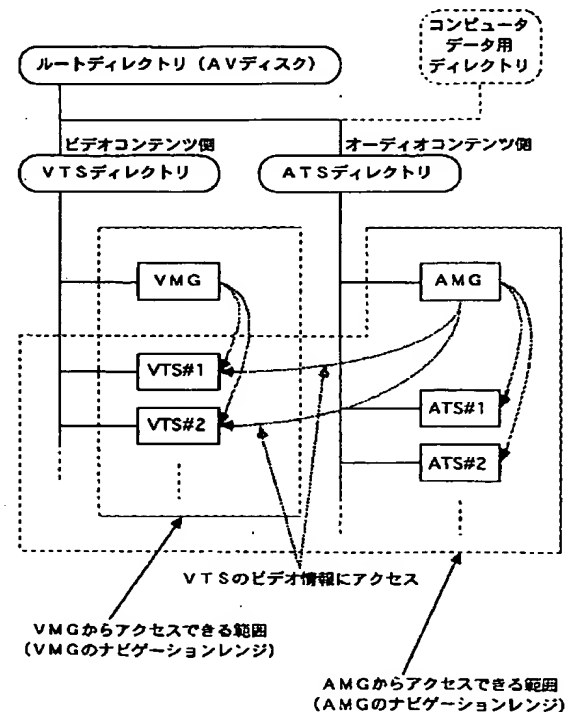 コンピュータ
データ用
ディレクトリ
ルートディレクトリ（AVディスク）
ビデオコンテンツ側
VTSディレクトリ
オーディオコンテンツ側
ATSディレクトリ
VMG
AMG
VTS#1
VTS#2
ATS#1
ATS#2
VTSのビデオ情報にアクセス
VMGからアクセスできる範囲
（VMGのナビゲーションレンジ）
AMGからアクセスできる範囲
（AMGのナビゲーションレンジ）